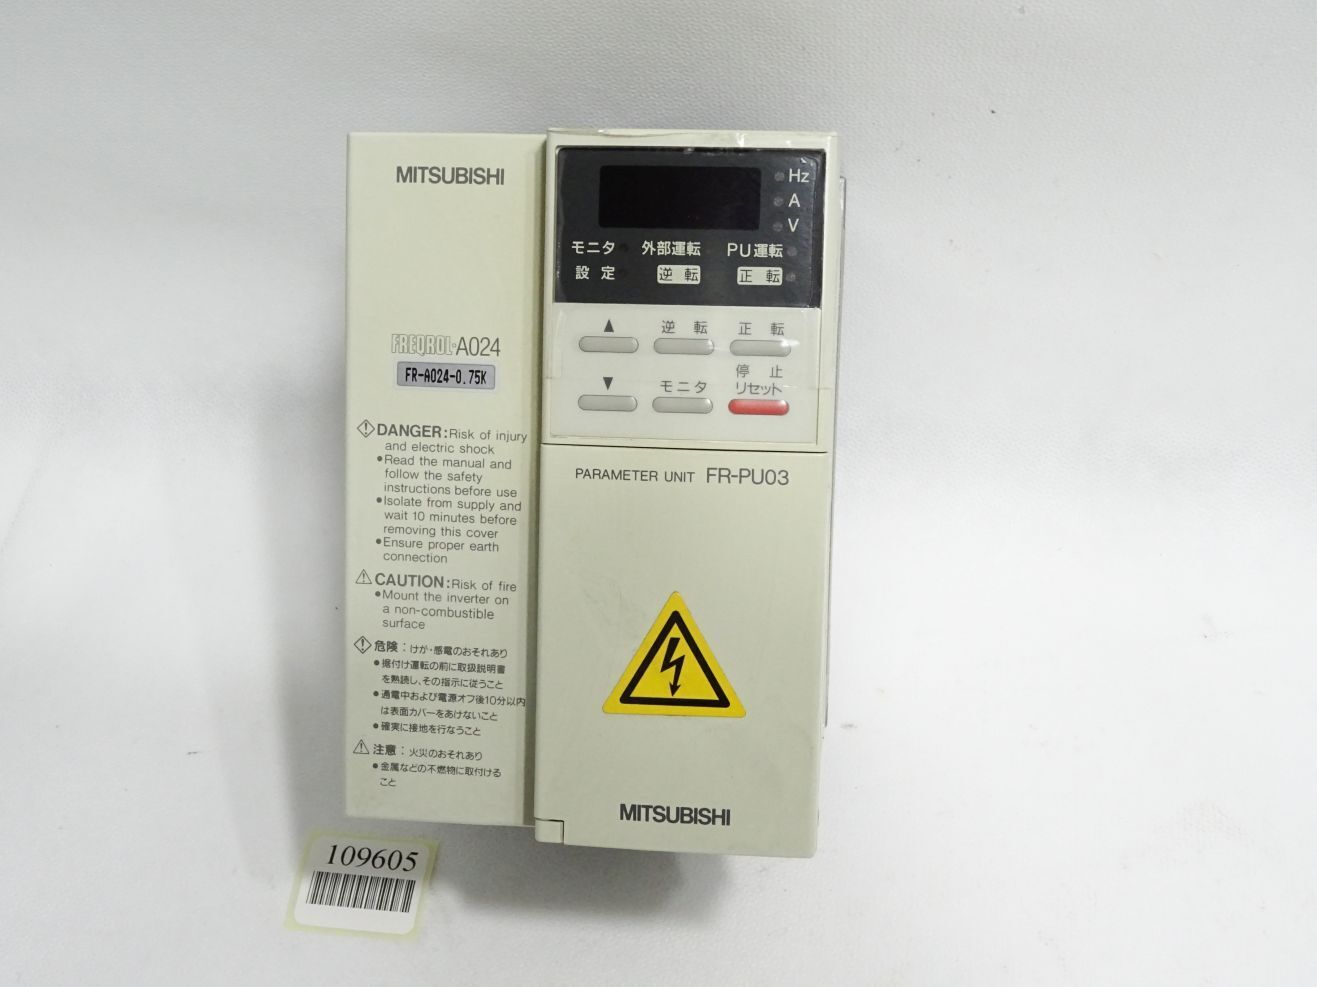 MITSUBISHI
FREQROL-A024
FR-A024-0.75K
DANGER:Risk of injury
and electric shock
•Read the manual and
follow the safety
instructions before use
•Isolate from supply and
wait 10 minutes before
removing this cover
•Ensure proper earth
connection
CAUTION:Risk of fire
•Mount the inverter on
a non-combustible
surface
危険：けが・感電のおそれあり
•据付け運転の前に取扱説明書
を熟読し、その指示に従うこと
•通電中および電源オフ後10分以内
は表面カバーをあけないこと
•確実に接地を行なうこと
注意：火災のおそれあり
•金属などの不燃物に取付ける
こと
Hz
A
V
モニタ 外部運転 PU運転
設定 逆転 正転
▲ 逆転 正転
停止
▼ モニタ リセット
PARAMETER UNIT FR-PU03
MITSUBISHI
109605